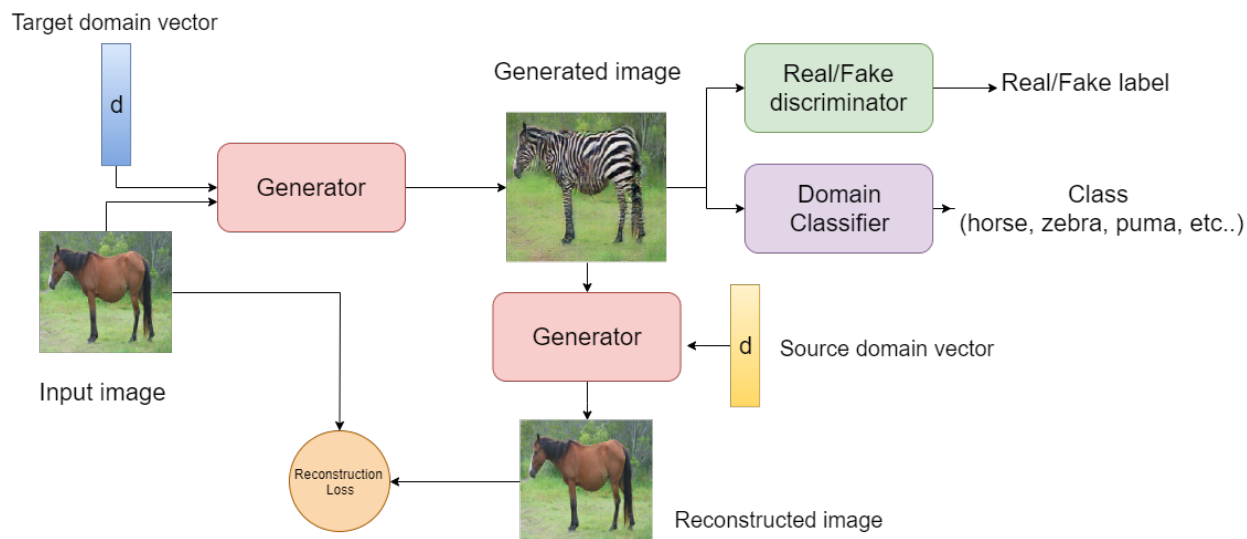 Target domain vector
d
Generator
Input image
Generated image
Real/Fake
discriminator
Real/Fake label
Domain
Classifier
Class
(horse, zebra, puma, etc..)
Generator
d
Source domain vector
Reconstruction
Loss
Reconstructed image